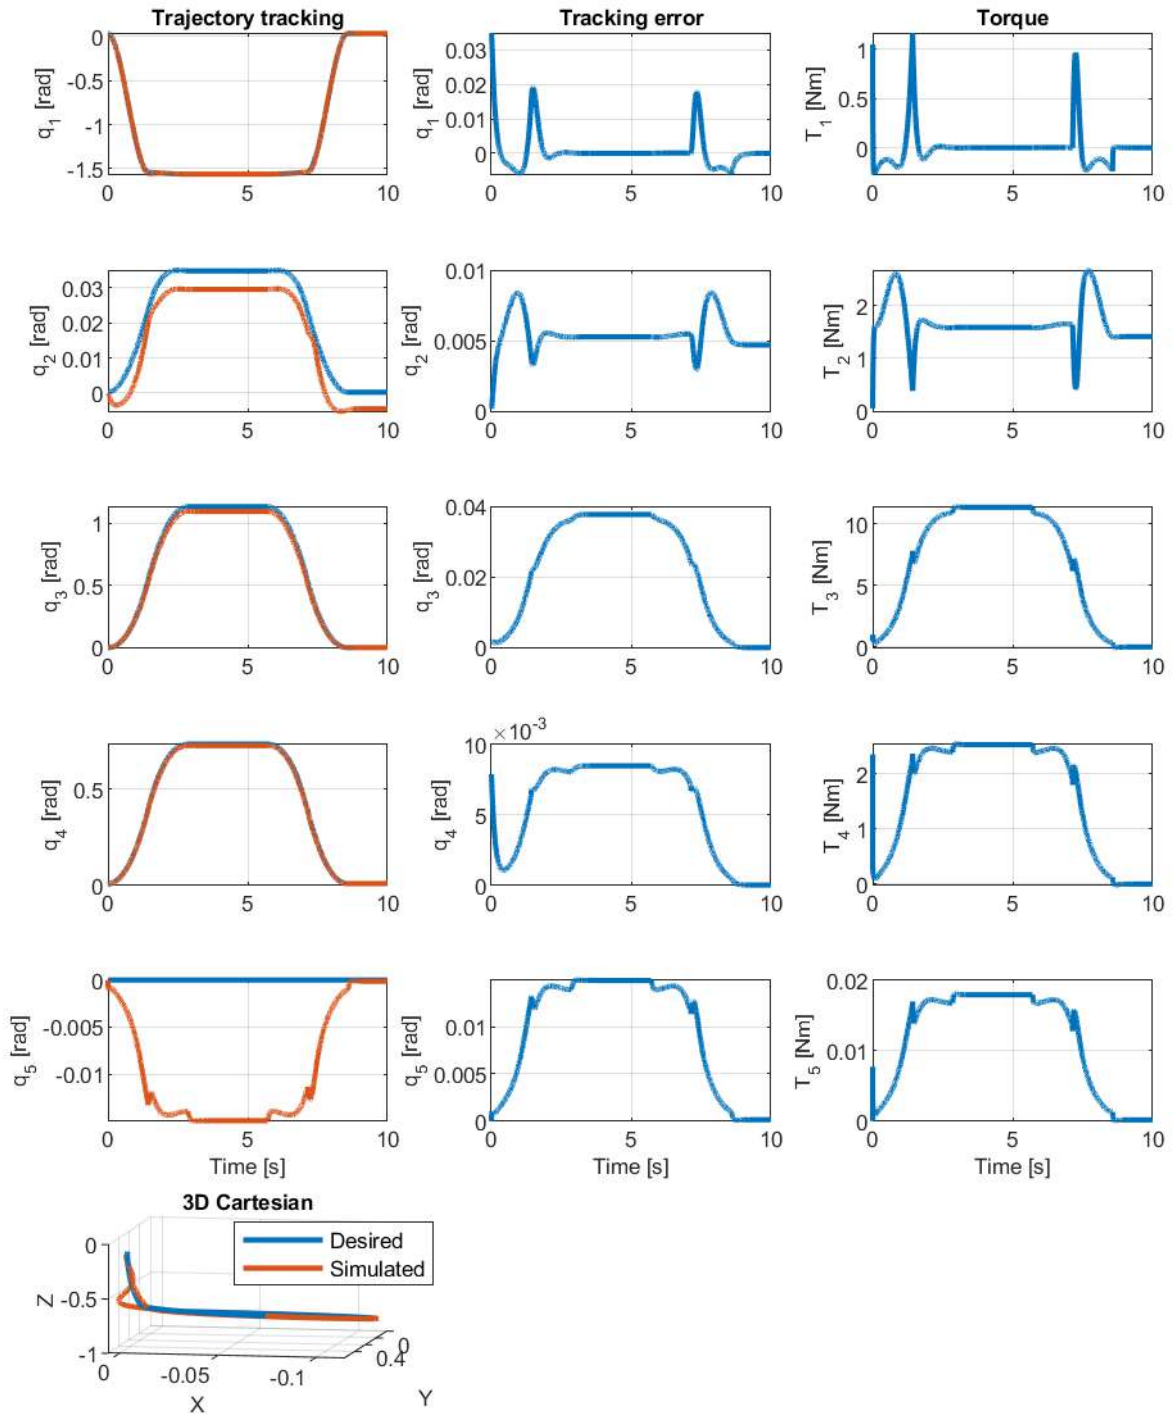 Trajectory tracking
Tracking error
Torque
0
-0.5
-1
-1.5
q1 [rad]
0 5 10
0.03
0.02
0.01
0
q1 [rad]
0 5 10
1
0.5
0
T1 [Nm]
0 5 10
0.03
0.02
0.01
0
q2 [rad]
0 5 10
0.01
0.005
0
q2 [rad]
0 5 10
2
1
0
T2 [Nm]
0 5 10
1
0.5
0
q3 [rad]
0 5 10
0.04
0.02
0
q3 [rad]
0 5 10
10
5
0
T3 [Nm]
0 5 10
0.5
0
q4 [rad]
0 5 10
×10-3
10
5
0
q4 [rad]
0 5 10
2
1
0
T4 [Nm]
0 5 10
0
-0.005
-0.01
q5 [rad]
0 5 10
Time [s]
0.01
0.005
0
q5 [rad]
0 5 10
Time [s]
0.02
0.01
0
T5 [Nm]
0 5 10
Time [s]
3D Cartesian
Desired
Simulated
0
-0.5
-1
Z
0 -0.05 -0.1
X
0
0.4
Y